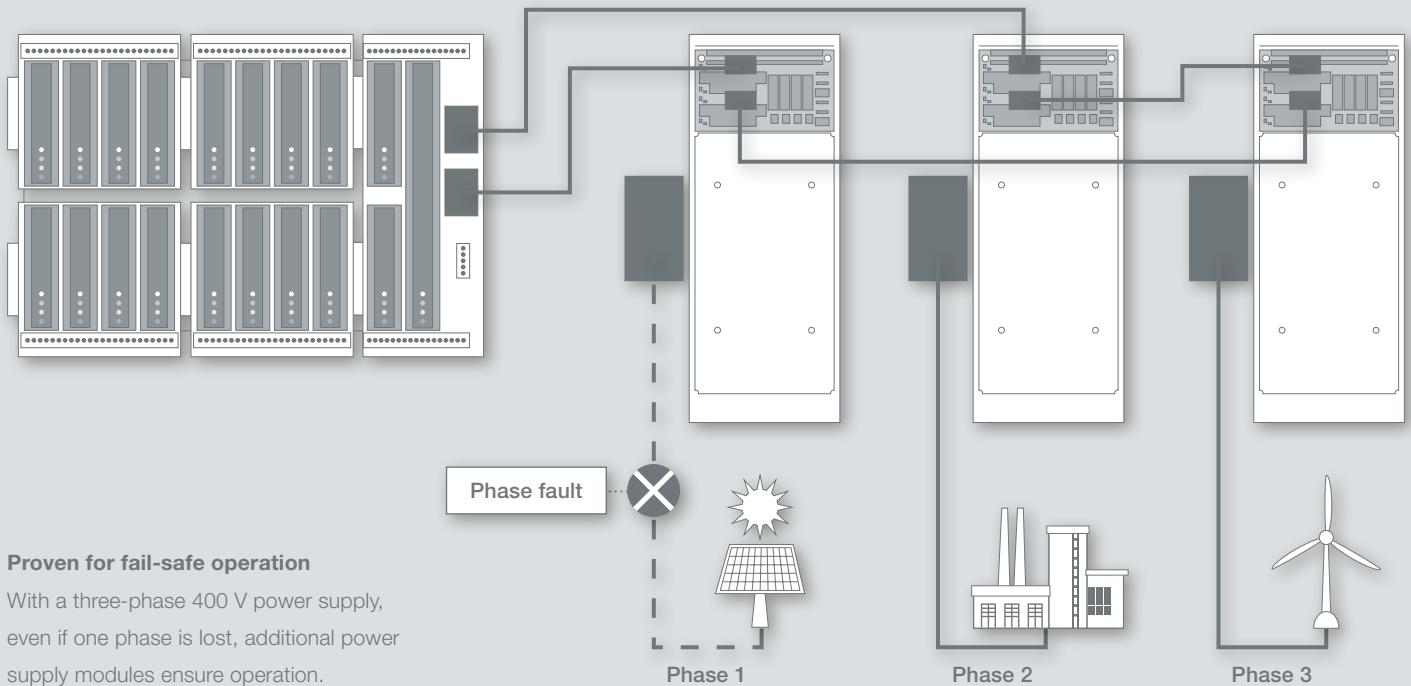 Phase fault
Proven for fail-safe operation
With a three-phase 400 V power supply,
even if one phase is lost, additional power
supply modules ensure operation.
Phase 1
Phase 2
Phase 3